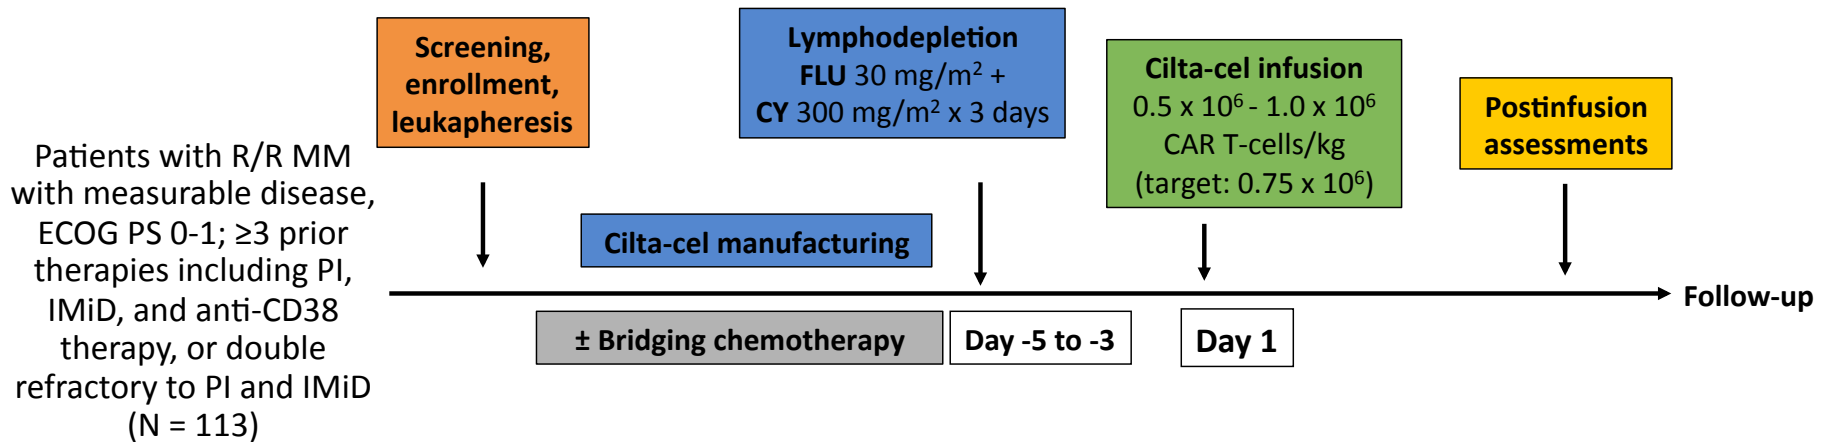 Patients with R/R MM
with measurable disease,
ECOG PS 0-1; ≥3 prior
therapies including PI,
IMiD, and anti-CD38
therapy, or double
refractory to PI and IMiD
(N = 113)
Screening,
enrollment,
leukapheresis
Cilta-cel manufacturing
± Bridging chemotherapy
Lymphodepletion
FLU 30 mg/m² +
CY 300 mg/m² x 3 days
Day -5 to -3
Cilta-cel infusion
0.5 x 10⁶ - 1.0 x 10⁶
CAR T-cells/kg
(target: 0.75 x 10⁶)
Day 1
Postinfusion
assessments
Follow-up